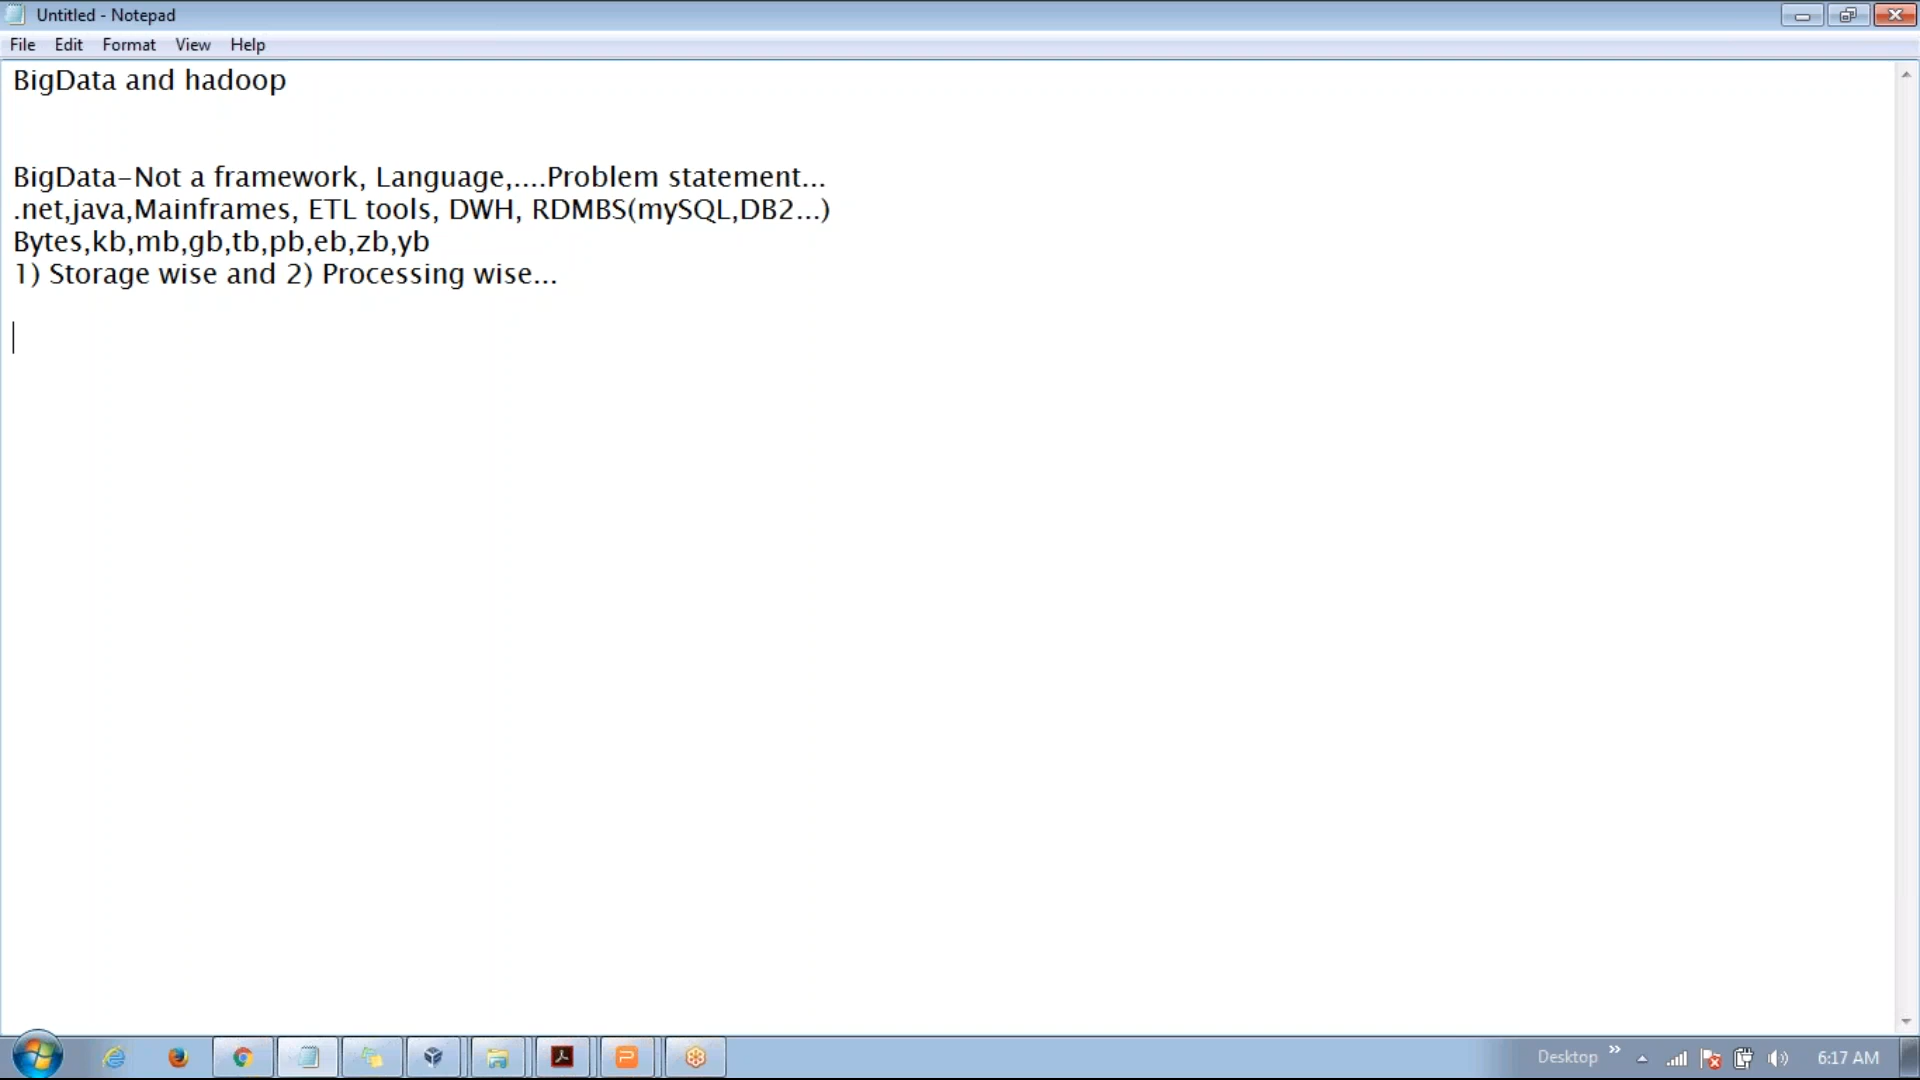 Untitled - Notepad
File Edit Format View Help
BigData and hadoop
BigData-Not a framework, Language,....Problem statement...
.net,java,Mainframes, ETL tools, DWH, RDMBS(mySQL,DB2...)
Bytes,kb,mb,gb,tb,pb,eb,zb,yb
1) Storage wise and 2) Processing wise...
Desktop
6:17 AM